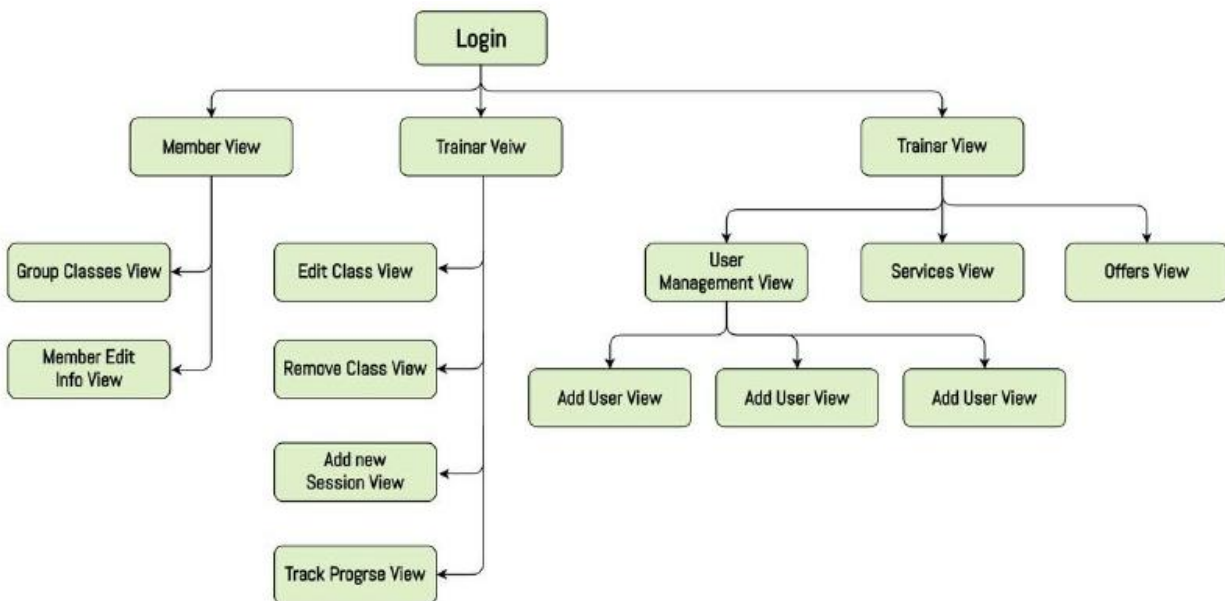 Login
Member View
Trainar Veiw
Trainar View
Group Classes View
Edit Class View
User
Management View
Services View
Offers View
Member Edit
Info View
Remove Class View
Add User View
Add User View
Add User View
Add new
Session View
Track Progrse View